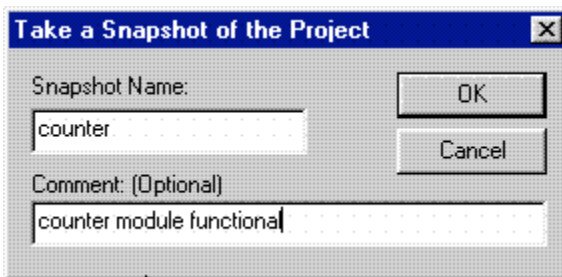 Take a Snapshot of the Project
Snapshot Name:
OK
counter
Cancel
Comment: (Optional)
counter module functional